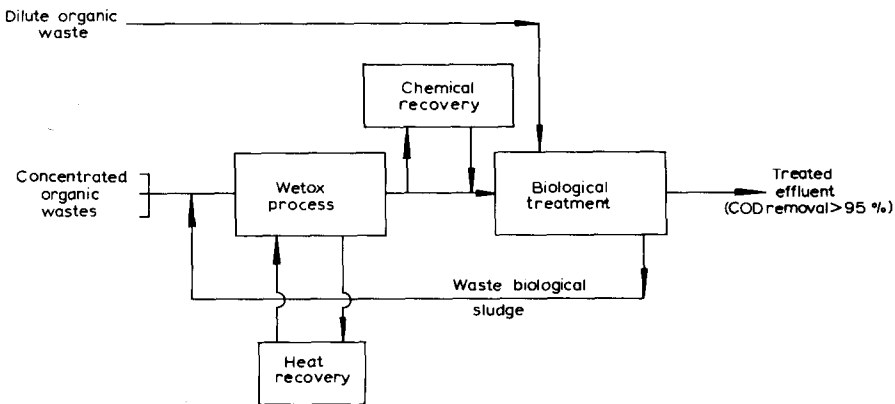 Dilute organic
waste
Chemical
recovery
Concentrated
organic
wastes
Wetox
process
Biological
treatment
Treated
effluent
(COD removal > 95 %)
Waste biological
sludge
Heat
recovery